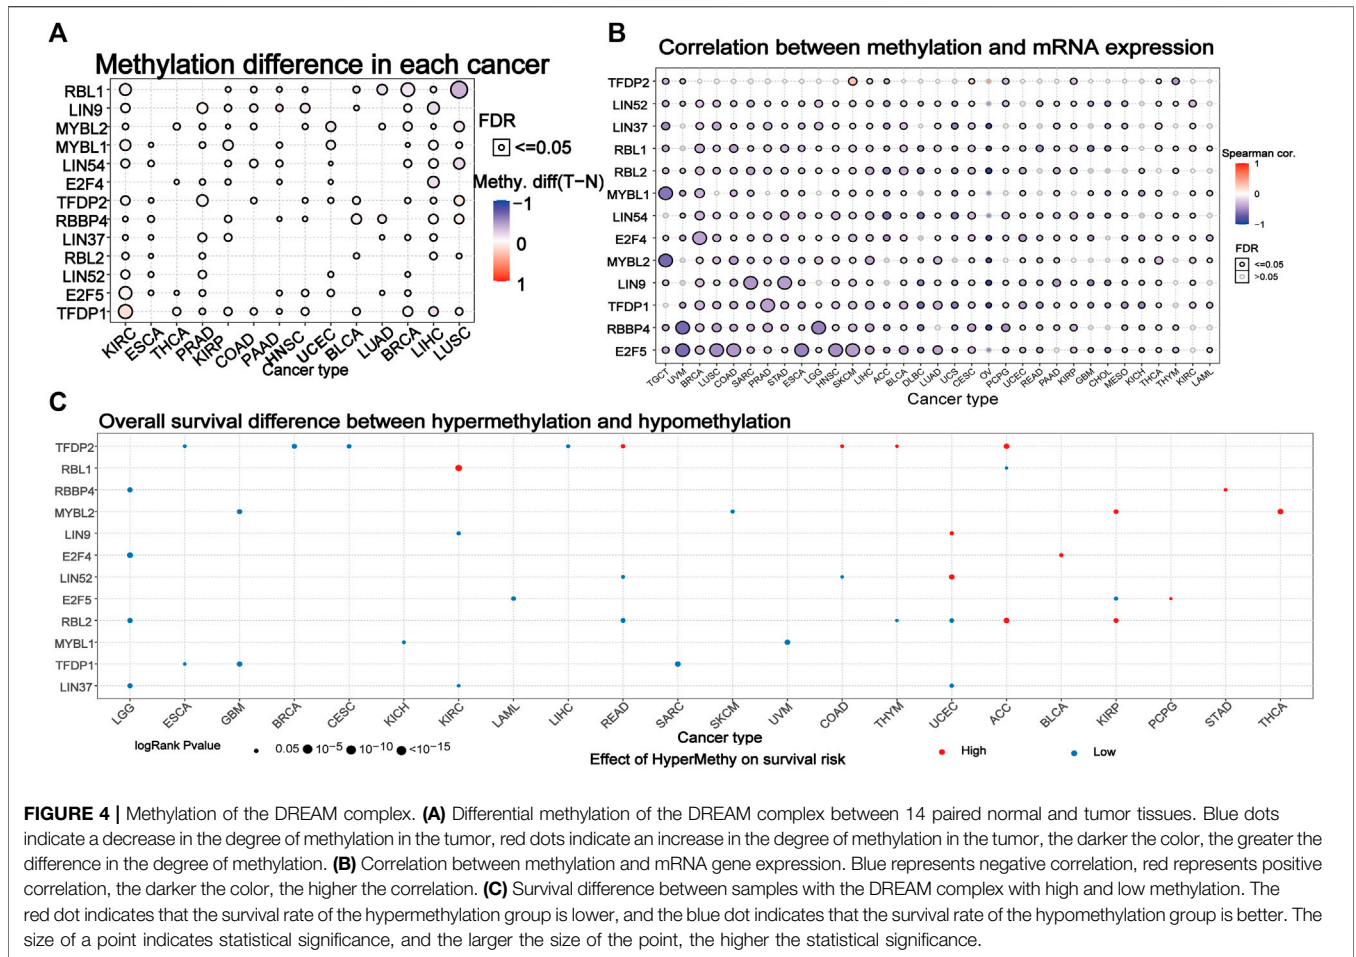 A
Methylation difference in each cancer
RBL1
LIN9
MYBL2
MYBL1
LIN54
E2F4
TFDP2
RBBP4
LIN37
RBL2
LIN52
E2F5
TFDP1
KIRC ESCA THCA PRAD KIRP COAD PAAD HNSC UCEC BLCA LUAD BRCA LIHC LUSC
Cancer type
FDR
<=0.05
Methy. diff(T−N)
−1
0
1
B
Correlation between methylation and mRNA expression
TFDP2
LIN52
LIN37
RBL1
RBL2
MYBL1
LIN54
E2F4
MYBL2
LIN9
TFDP1
RBBP4
E2F5
TGCT UVM BRCA LUSC COAD SARC PRAD STAD ESCA LGG HNSC SKCM LIHC ACC BLCA DLBC LUAD UCS CESC OV PCPG UCEC READ PAAD KIRP GBM CHOL MESO KICH THCA THYM KIRC LAML
Cancer type
Spearman cor.
1
0
−1
FDR
<=0.05
>0.05
C
Overall survival difference between hypermethylation and hypomethylation
TFDP2
RBL1
RBBP4
MYBL2
LIN9
E2F4
LIN52
E2F5
RBL2
MYBL1
TFDP1
LIN37
LGG ESCA GBM BRCA CESC KICH KIRC LAML LIHC READ SARC SKCM UVM COAD THYM UCEC ACC BLCA KIRP PCPG STAD THCA
Cancer type
logRank Pvalue 0.05 10−5 10−10 <10−15
Effect of HyperMethy on survival risk High Low
FIGURE 4 | Methylation of the DREAM complex. (A) Differential methylation of the DREAM complex between 14 paired normal and tumor tissues. Blue dots
indicate a decrease in the degree of methylation in the tumor, red dots indicate an increase in the degree of methylation in the tumor, the darker the color, the greater the
difference in the degree of methylation. (B) Correlation between methylation and mRNA gene expression. Blue represents negative correlation, red represents positive
correlation, the darker the color, the higher the correlation. (C) Survival difference between samples with the DREAM complex with high and low methylation. The
red dot indicates that the survival rate of the hypermethylation group is lower, and the blue dot indicates that the survival rate of the hypomethylation group is better. The
size of a point indicates statistical significance, and the larger the size of the point, the higher the statistical significance.